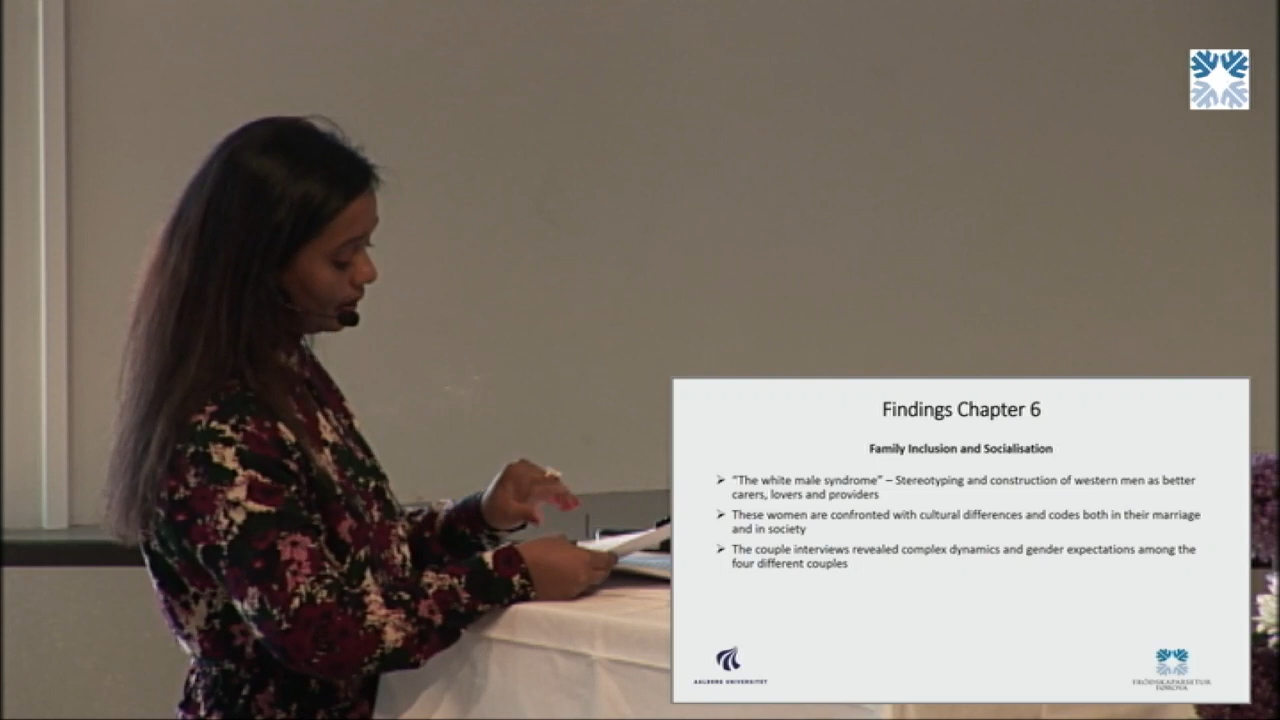 Findings Chapter 6
Family Inclusion and Socialisation
➢ “The white male syndrome” – Stereotyping and construction of western men as better
carers, lovers and providers
➢ These women are confronted with cultural differences and codes both in their marriage
and in society
➢ The couple interviews revealed complex dynamics and gender expectations among the
four different couples
AALBORG UNIVERSITET
FRÓÐSKAPARSETUR
FØROYA